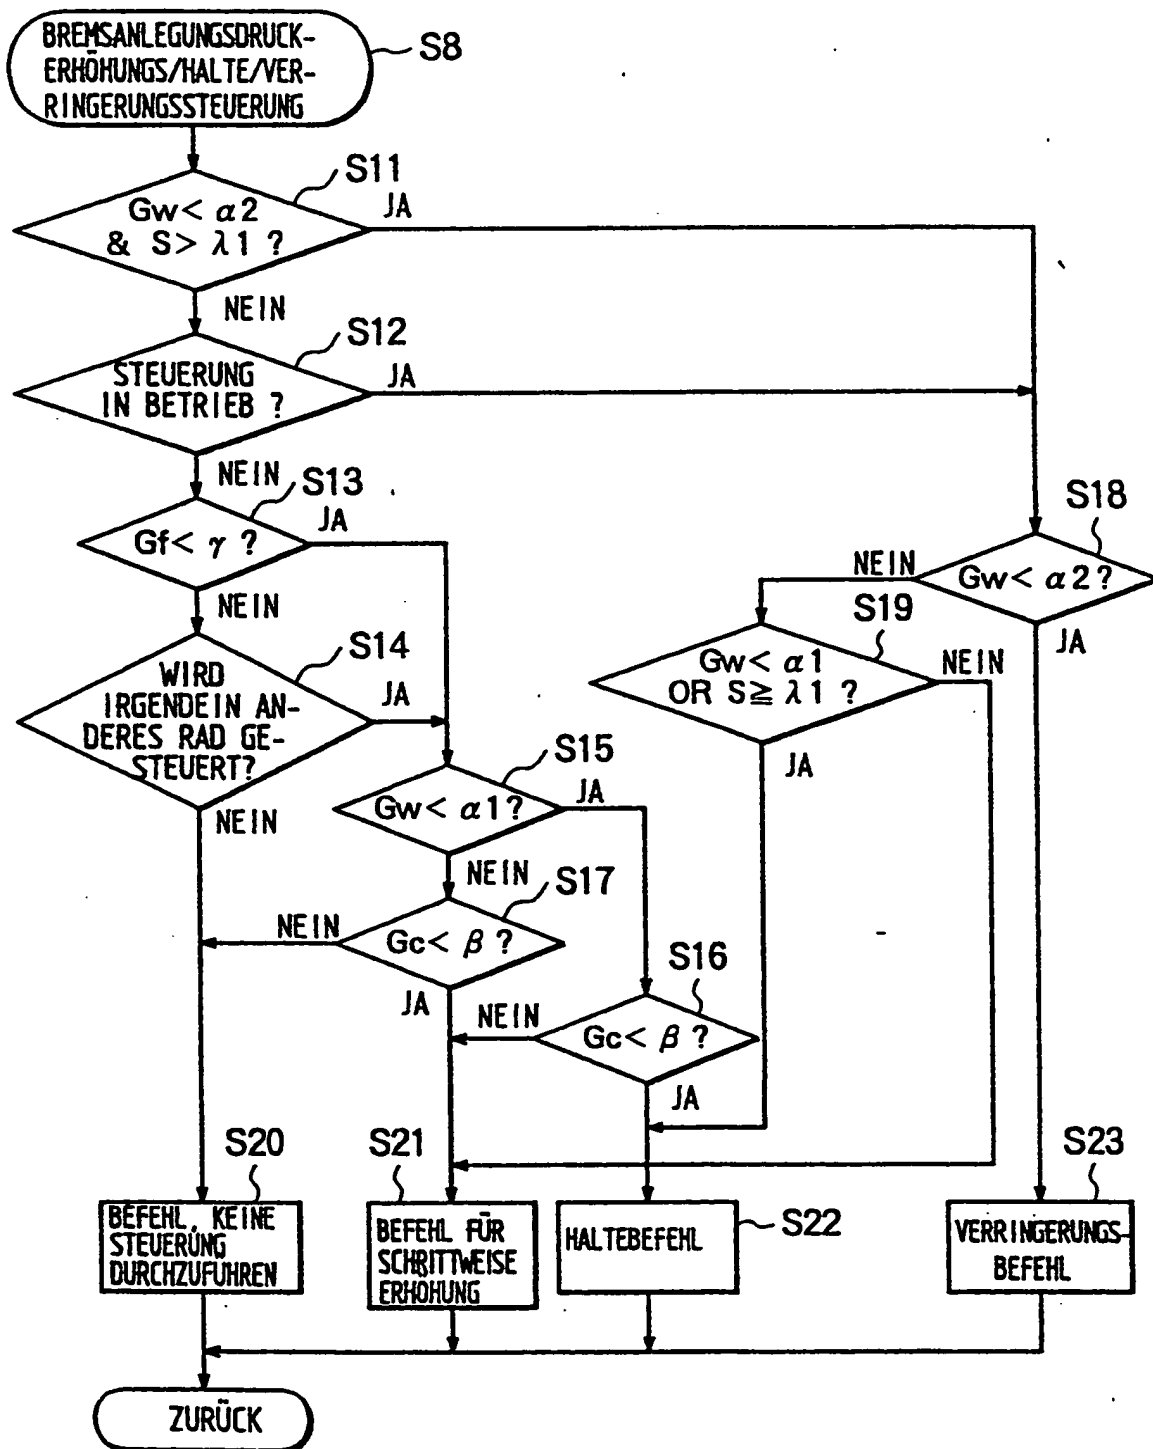 BREMSANLEGUNGSDRUCK-
ERHÖHUNGS/HALTE/VER-
RINGERUNGSSTEUERUNG
S8
S11
Gw< α2
& S> λ1 ?
JA
NEIN
S12
STEUERUNG
IN BETRIEB ?
JA
NEIN
S13
Gf< γ ?
JA
NEIN
S14
WIRD
IRGENDEIN AN-
DERES RAD GE-
STEUERT?
JA
NEIN
S15
Gw< α1?
JA
NEIN
S17
Gc< β ?
NEIN
JA
S16
Gc< β ?
NEIN
JA
S18
Gw< α2?
NEIN
JA
S19
Gw< α1
OR S≧ λ1 ?
NEIN
JA
S20
BEFEHL, KEINE
STEUERUNG
DURCHZUFÜHREN
S21
BEFEHL FÜR
SCHRITTWEISE
ERHÖHUNG
S22
HALTEBEFEHL
S23
VERRINGERUNGS-
BEFEHL
ZURÜCK